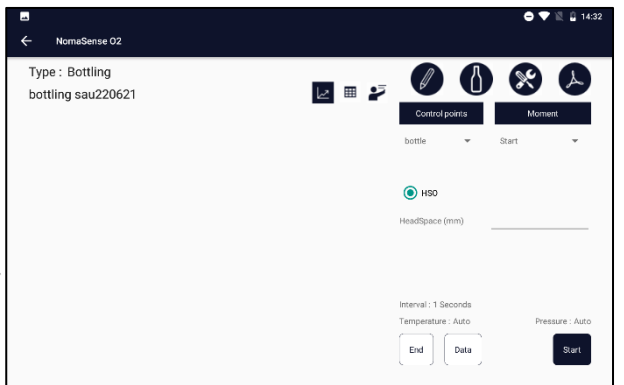 14:32
NomaSense O2
Type : Bottling
bottling sau220621
Control points
Moment
bottle
Start
HSO
HeadSpace (mm)
Interval : 1 Seconds
Temperature : Auto
Pressure : Auto
End
Data
Start